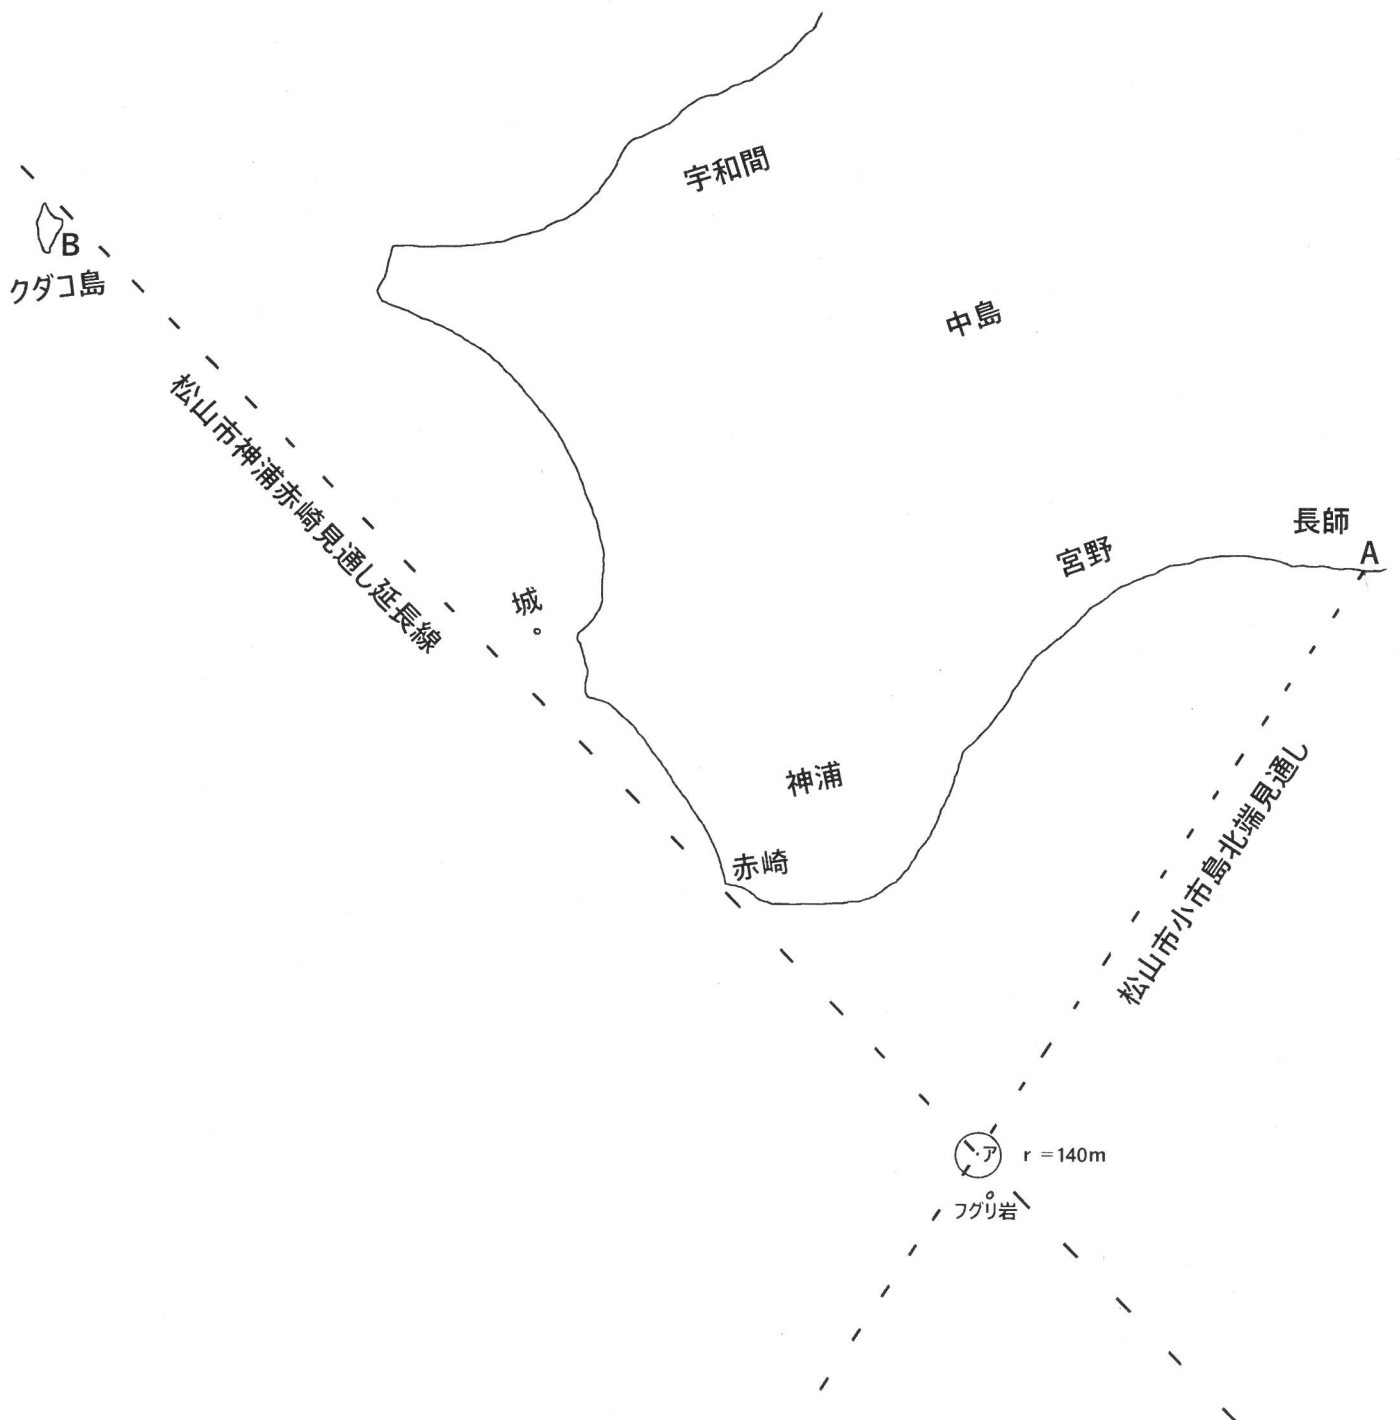 宇和間
B
クダコ島
中島
松山市神浦赤崎見通し延長線
長師
A
宮野
城
神浦
松山市小市島北端見通し
赤崎
ア
r =140m
フグリ岩